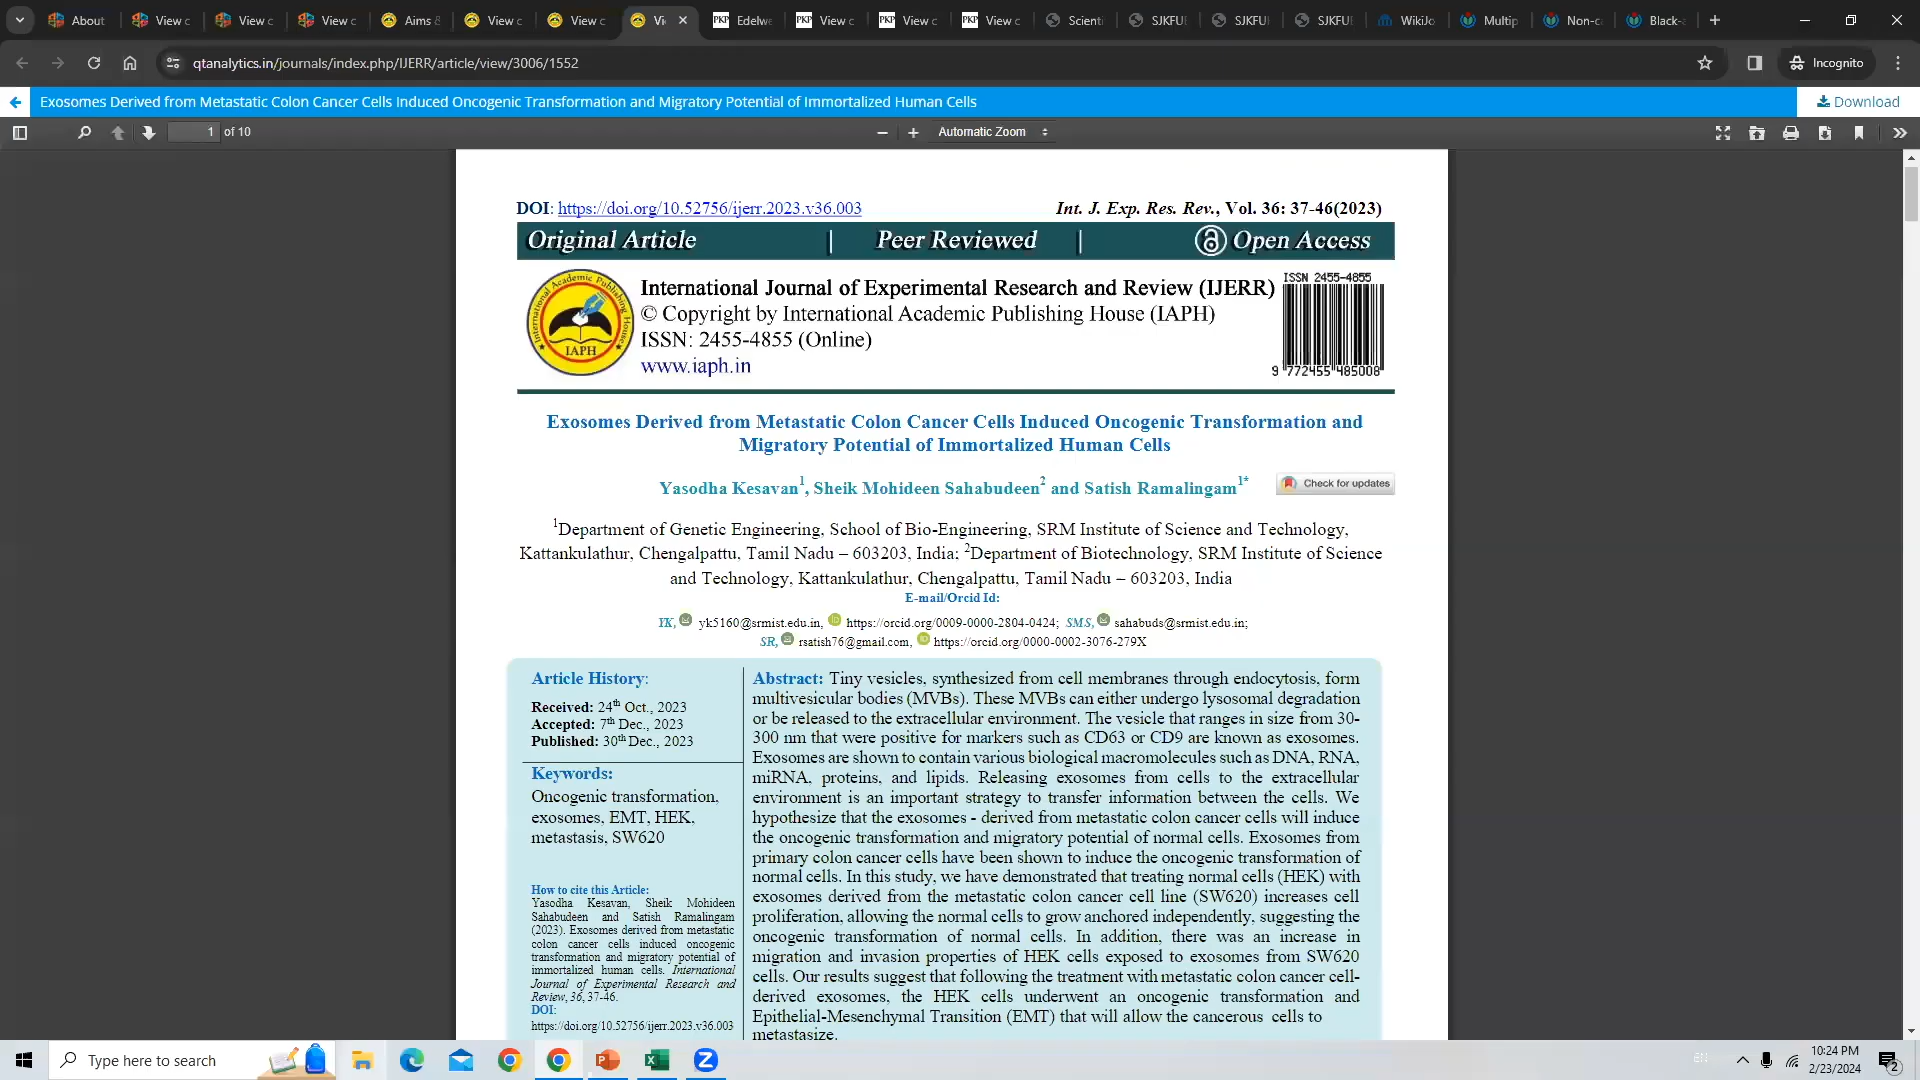 About
View c
View c
View c
Aims &
View c
View c
Vi
Edelwe
View c
View c
View c
Scienti
SJKFU
SJKFU
SJKFU
WikiJo
Multip
Non-c
Black-
qtanalytics.in/journals/index.php/IJERR/article/view/3006/1552
Incognito
Exosomes Derived from Metastatic Colon Cancer Cells Induced Oncogenic Transformation and Migratory Potential of Immortalized Human Cells
Download
1 of 10
Automatic Zoom
DOI: https://doi.org/10.52756/ijerr.2023.v36.003
Int. J. Exp. Res. Rev., Vol. 36: 37-46(2023)
Original Article | Peer Reviewed | Open Access
International Academic Publishing House
IAPH
International Journal of Experimental Research and Review (IJERR)
© Copyright by International Academic Publishing House (IAPH)
ISSN: 2455-4855 (Online)
www.iaph.in
ISSN 2455-4855
9 772455 485008
Exosomes Derived from Metastatic Colon Cancer Cells Induced Oncogenic Transformation and
Migratory Potential of Immortalized Human Cells
Yasodha Kesavan1, Sheik Mohideen Sahabudeen2 and Satish Ramalingam1*
Check for updates
1Department of Genetic Engineering, School of Bio-Engineering, SRM Institute of Science and Technology,
Kattankulathur, Chengalpattu, Tamil Nadu – 603203, India; 2Department of Biotechnology, SRM Institute of Science
and Technology, Kattankulathur, Chengalpattu, Tamil Nadu – 603203, India
E-mail/Orcid Id:
YK, yk5160@srmist.edu.in, https://orcid.org/0009-0000-2804-0424; SMS, sahabuds@srmist.edu.in;
SR, rsatish76@gmail.com, https://orcid.org/0000-0002-3076-279X
Article History:
Received: 24th Oct., 2023
Accepted: 7th Dec., 2023
Published: 30th Dec., 2023
Keywords:
Oncogenic transformation,
exosomes, EMT, HEK,
metastasis, SW620
How to cite this Article:
Yasodha Kesavan, Sheik Mohideen
Sahabudeen and Satish Ramalingam
(2023). Exosomes derived from metastatic
colon cancer cells induced oncogenic
transformation and migratory potential of
immortalized human cells. International
Journal of Experimental Research and
Review, 36, 37-46.
DOI:
https://doi.org/10.52756/ijerr.2023.v36.003
Abstract: Tiny vesicles, synthesized from cell membranes through endocytosis, form
multivesicular bodies (MVBs). These MVBs can either undergo lysosomal degradation
or be released to the extracellular environment. The vesicle that ranges in size from 30-
300 nm that were positive for markers such as CD63 or CD9 are known as exosomes.
Exosomes are shown to contain various biological macromolecules such as DNA, RNA,
miRNA, proteins, and lipids. Releasing exosomes from cells to the extracellular
environment is an important strategy to transfer information between the cells. We
hypothesize that the exosomes - derived from metastatic colon cancer cells will induce
the oncogenic transformation and migratory potential of normal cells. Exosomes from
primary colon cancer cells have been shown to induce the oncogenic transformation of
normal cells. In this study, we have demonstrated that treating normal cells (HEK) with
exosomes derived from the metastatic colon cancer cell line (SW620) increases cell
proliferation, allowing the normal cells to grow anchored independently, suggesting the
oncogenic transformation of normal cells. In addition, there was an increase in
migration and invasion properties of HEK cells exposed to exosomes from SW620
cells. Our results suggest that following the treatment with metastatic colon cancer cell-
derived exosomes, the HEK cells underwent an oncogenic transformation and
Epithelial-Mesenchymal Transition (EMT) that will allow the cancerous cells to
metastasize.
Type here to search
10:24 PM
2/23/2024
2